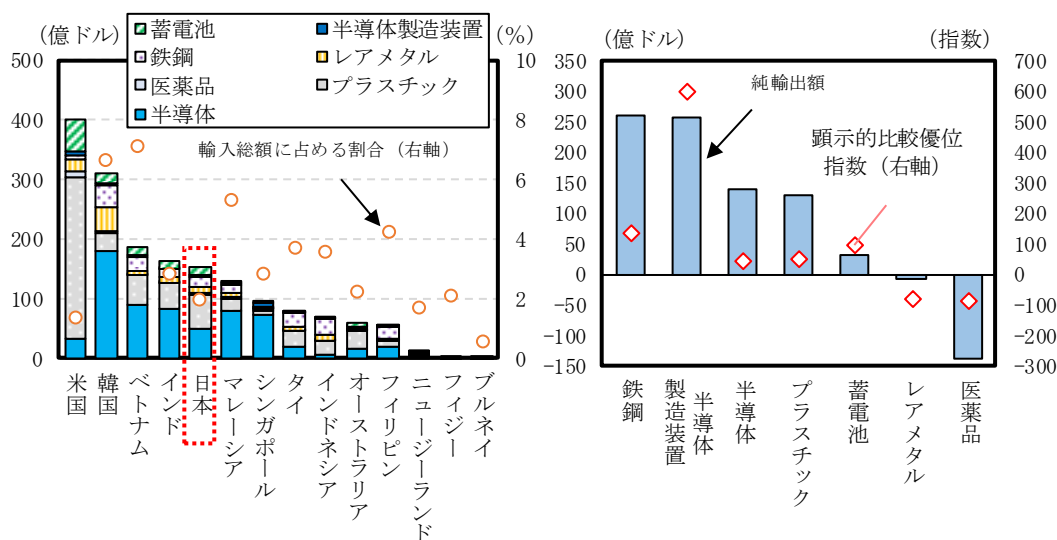 (億ドル)
(%)
蓄電池
半導体製造装置
鉄鋼
レアメタル
医薬品
プラスチック
半導体
輸入総額に占める割合（右軸）
500
400
300
200
100
0
10
8
6
4
2
0
米国
韓国
ベトナム
インド
日本
マレーシア
シンガポール
タイ
インドネシア
オーストラリア
フィリピン
ニュージーランド
フィジー
ブルネイ
(億ドル)
(指数)
純輸出額
顕示的比較優位
指数（右軸）
350
300
250
200
150
100
50
0
−50
−100
−150
700
600
500
400
300
200
100
0
−100
−200
−300
鉄鋼
半導体
製造装置
半導体
プラスチック
蓄電池
レアメタル
医薬品